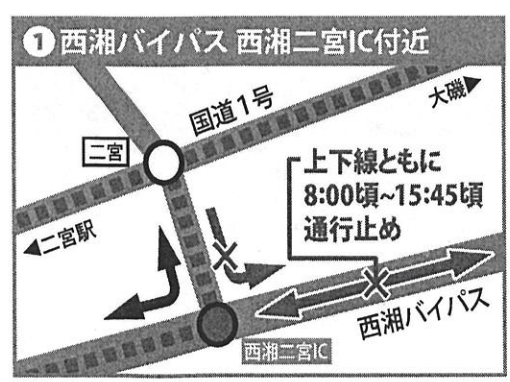 ❶西湘バイパス 西湘二宮IC付近
大磯▶
国道1号
二宮
上下線ともに
8:00頃~15:45頃
通行止め
◀二宮駅
西湘バイパス
西湘二宮IC